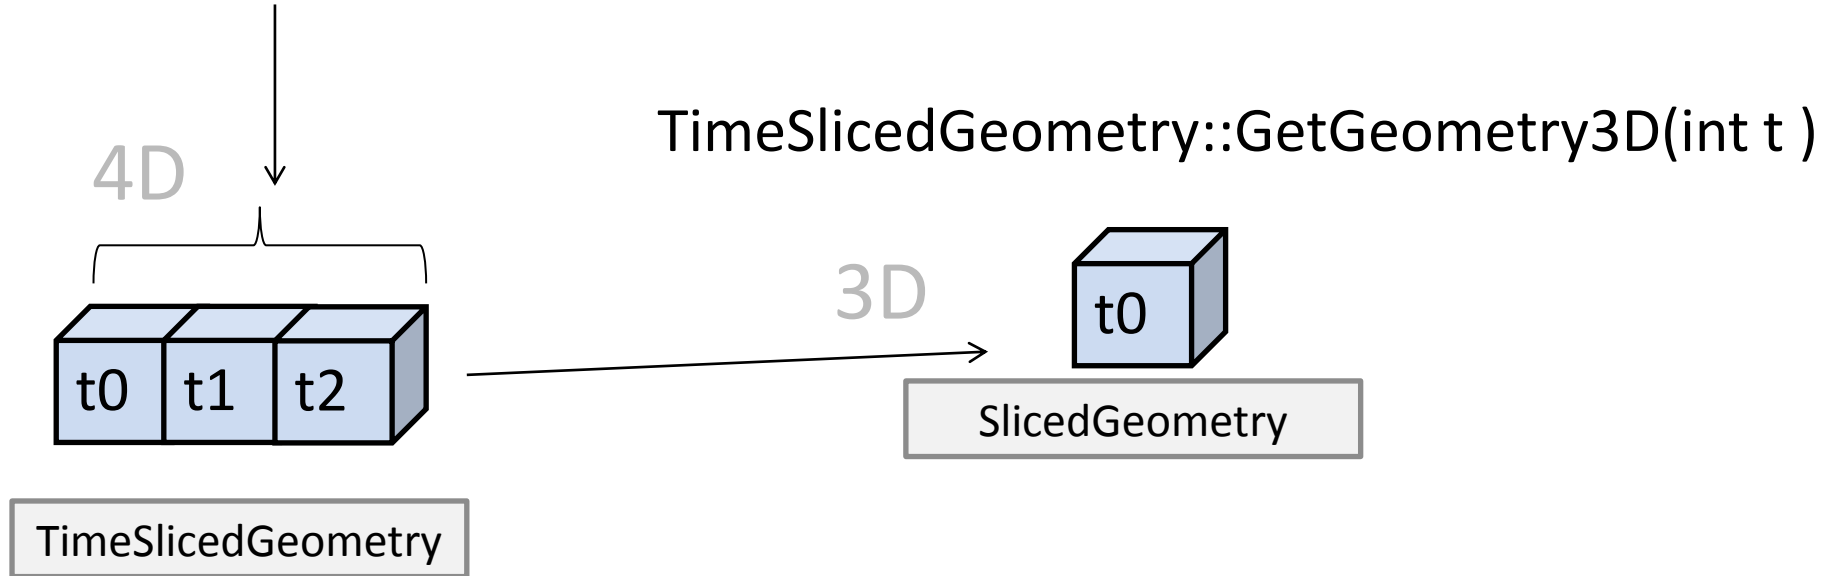 TimeSlicedGeometry::GetGeometry3D(int t )
4D
3D
t0
t0 t1 t2
SlicedGeometry
TimeSlicedGeometry